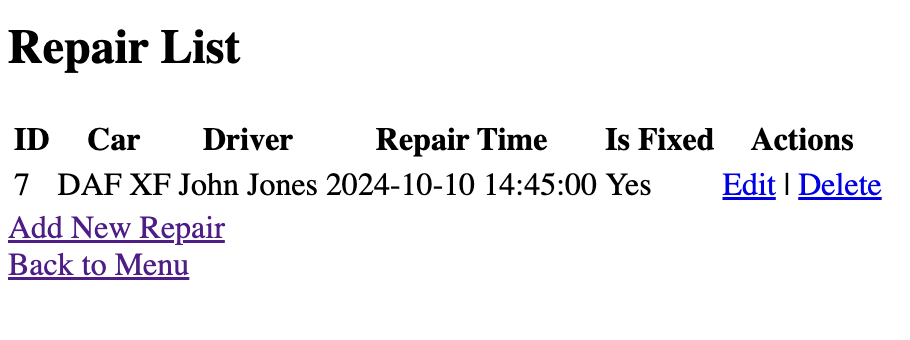 Repair List
ID Car Driver Repair Time Is Fixed Actions
7 DAF XF John Jones 2024-10-10 14:45:00 Yes Edit | Delete
Add New Repair
Back to Menu